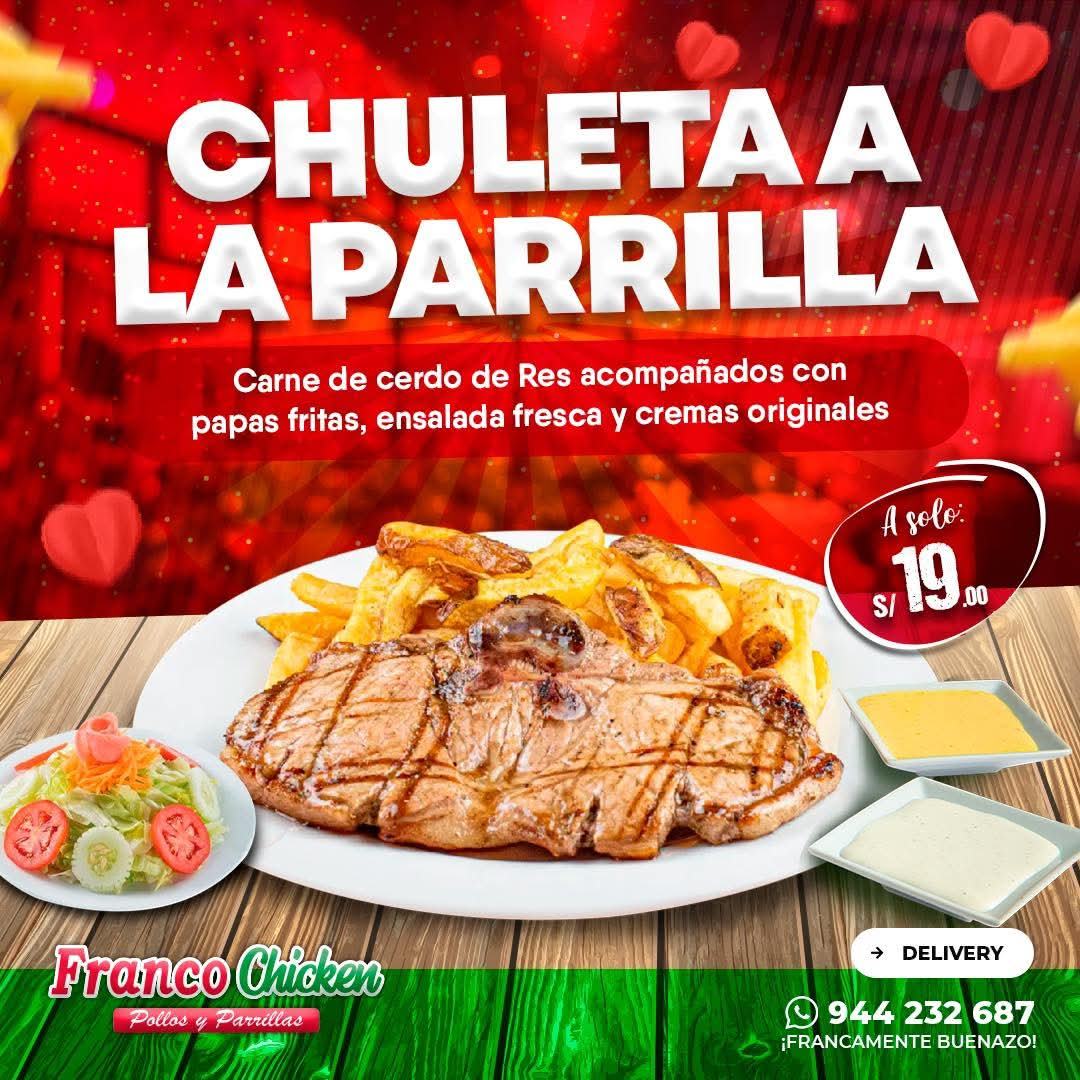 CHULETA A
LA PARRILLA
Carne de cerdo de Res acompañados con
papas fritas, ensalada fresca y cremas originales
A solo:
S/ 19.00
Franco Chicken
Pollos y Parrillas
→ DELIVERY
944 232 687
¡FRANCAMENTE BUENAZO!